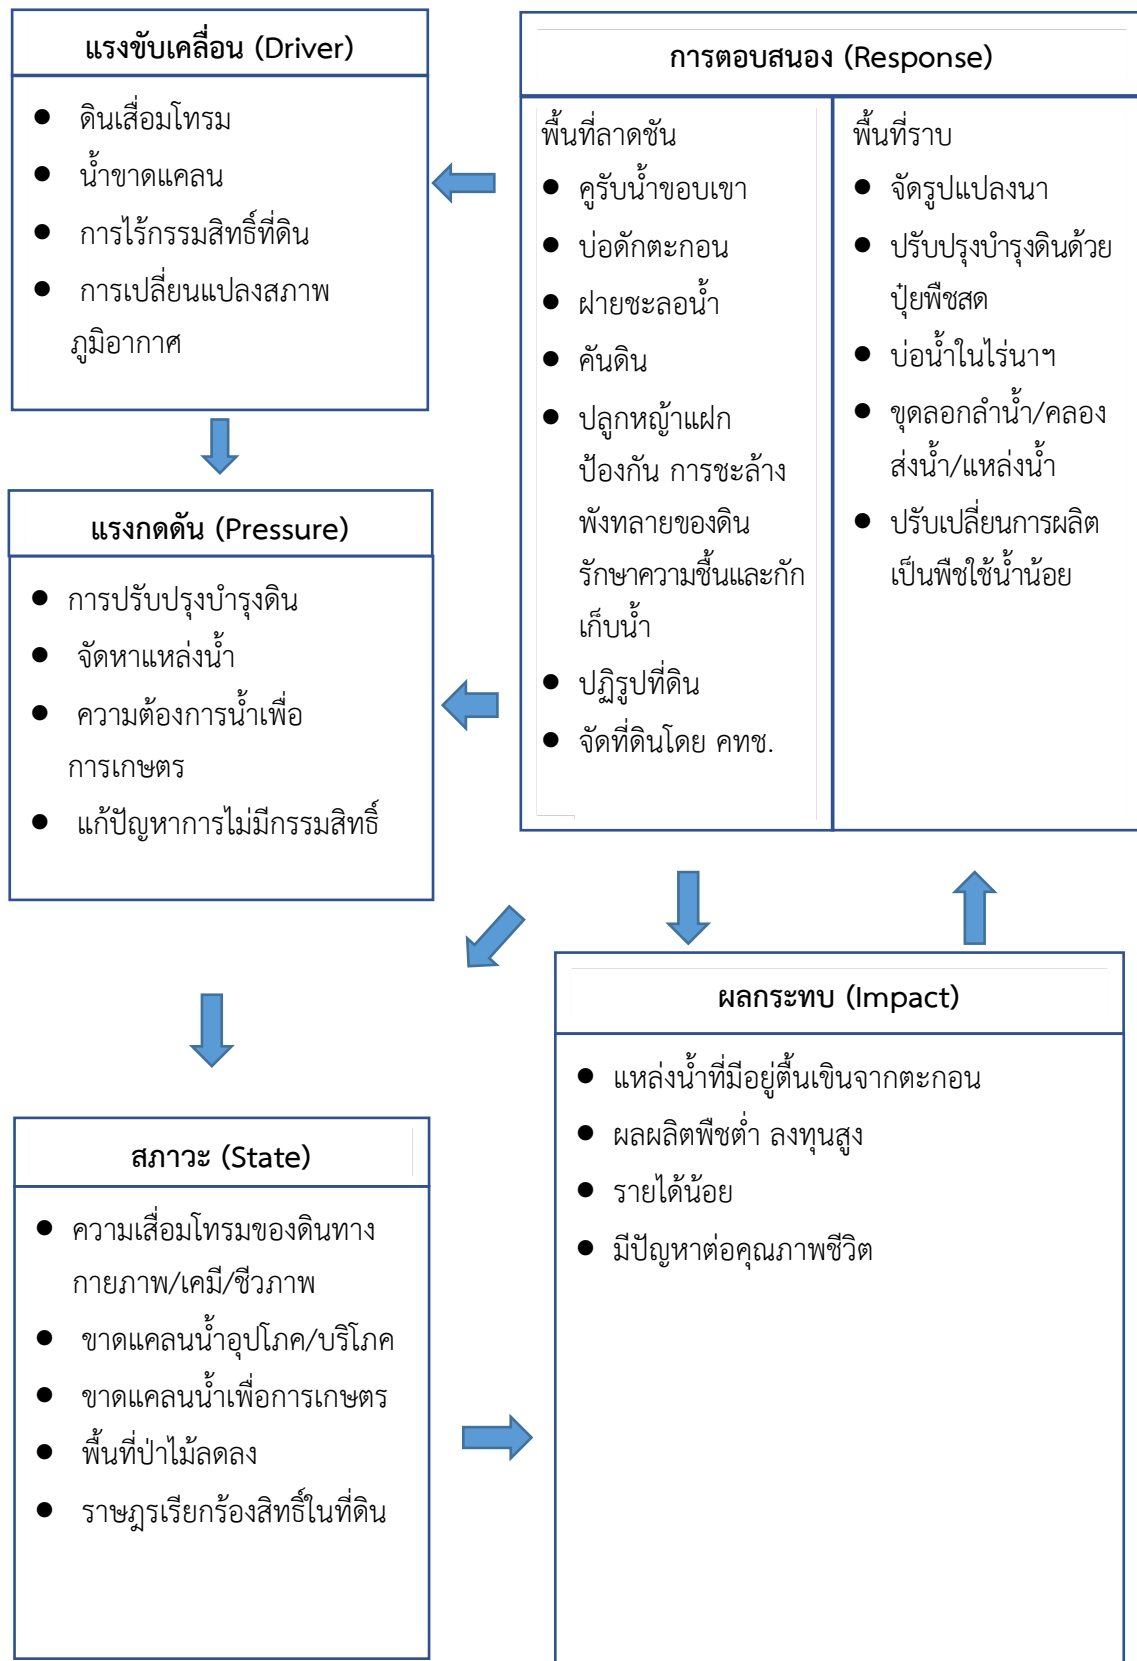 แรงขับเคลื่อน (Driver)
● ดินเสื่อมโทรม
● น้ำขาดแคลน
● การไร้กรรมสิทธิ์ที่ดิน
● การเปลี่ยนแปลงสภาพ
ภูมิอากาศ
แรงกดดัน (Pressure)
● การปรับปรุงบำรุงดิน
● จัดหาแหล่งน้ำ
● ความต้องการน้ำเพื่อ
การเกษตร
● แก้ปัญหาการไม่มีกรรมสิทธิ์
สภาวะ (State)
● ความเสื่อมโทรมของดินทาง
กายภาพ/เคมี/ชีวภาพ
● ขาดแคลนน้ำอุปโภค/บริโภค
● ขาดแคลนน้ำเพื่อการเกษตร
● พื้นที่ป่าไม้ลดลง
● ราษฎรเรียกร้องสิทธิ์ในที่ดิน
การตอบสนอง (Response)
พื้นที่ลาดชัน
● คูรับน้ำขอบเขา
● บ่อดักตะกอน
● ฝายชะลอน้ำ
● คันดิน
● ปลูกหญ้าแฝก
ป้องกัน การชะล้าง
พังทลายของดิน
รักษาความชื้นและกัก
เก็บน้ำ
● ปฏิรูปที่ดิน
● จัดที่ดินโดย คทช.
พื้นที่ราบ
● จัดรูปแปลงนา
● ปรับปรุงบำรุงดินด้วย
ปุ๋ยพืชสด
● บ่อน้ำในไร่นาฯ
● ขุดลอกลำน้ำ/คลอง
ส่งน้ำ/แหล่งน้ำ
● ปรับเปลี่ยนการผลิต
เป็นพืชใช้น้ำน้อย
ผลกระทบ (Impact)
● แหล่งน้ำที่มีอยู่ตื้นเขินจากตะกอน
● ผลผลิตพืชต่ำ ลงทุนสูง
● รายได้น้อย
● มีปัญหาต่อคุณภาพชีวิต